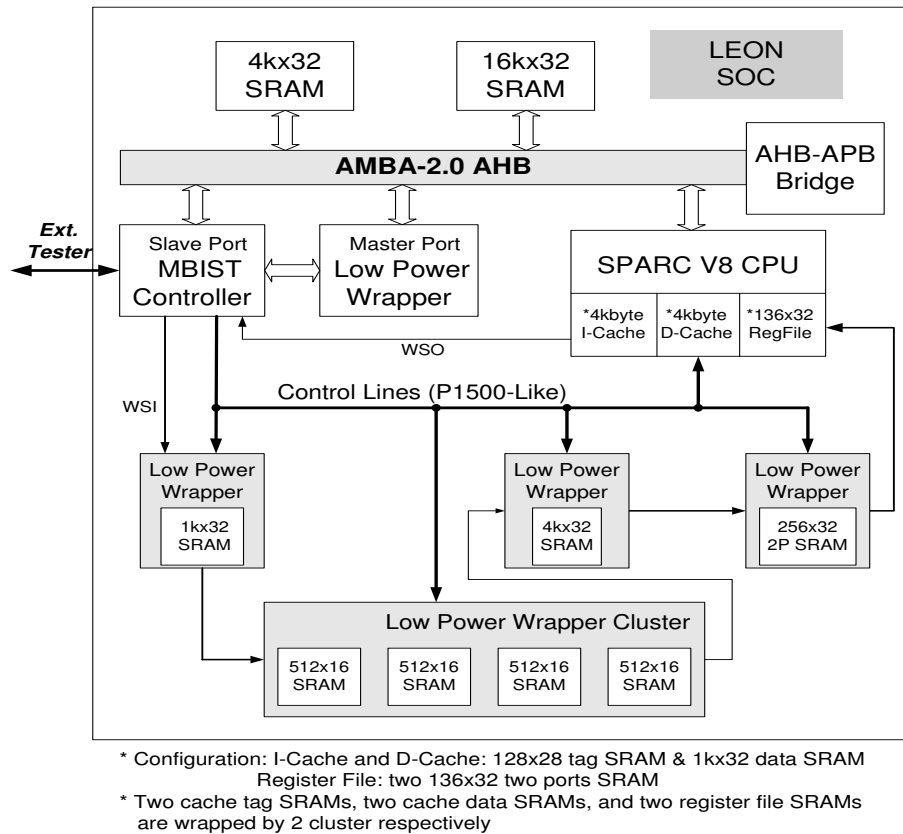 4kx32
SRAM
16kx32
SRAM
LEON
SOC
AMBA-2.0 AHB
AHB-APB
Bridge
Ext.
Tester
Slave Port
MBIST
Controller
Master Port
Low Power
Wrapper
SPARC V8 CPU
*4kbyte
I-Cache
*4kbyte
D-Cache
*136x32
RegFile
WSO
WSI
Control Lines (P1500-Like)
Low Power
Wrapper
1kx32
SRAM
Low Power
Wrapper
4kx32
SRAM
Low Power
Wrapper
256x32
2P SRAM
Low Power Wrapper Cluster
512x16
SRAM
512x16
SRAM
512x16
SRAM
512x16
SRAM
* Configuration: I-Cache and D-Cache: 128x28 tag SRAM & 1kx32 data SRAM
Register File: two 136x32 two ports SRAM
* Two cache tag SRAMs, two cache data SRAMs, and two register file SRAMs
are wrapped by 2 cluster respectively